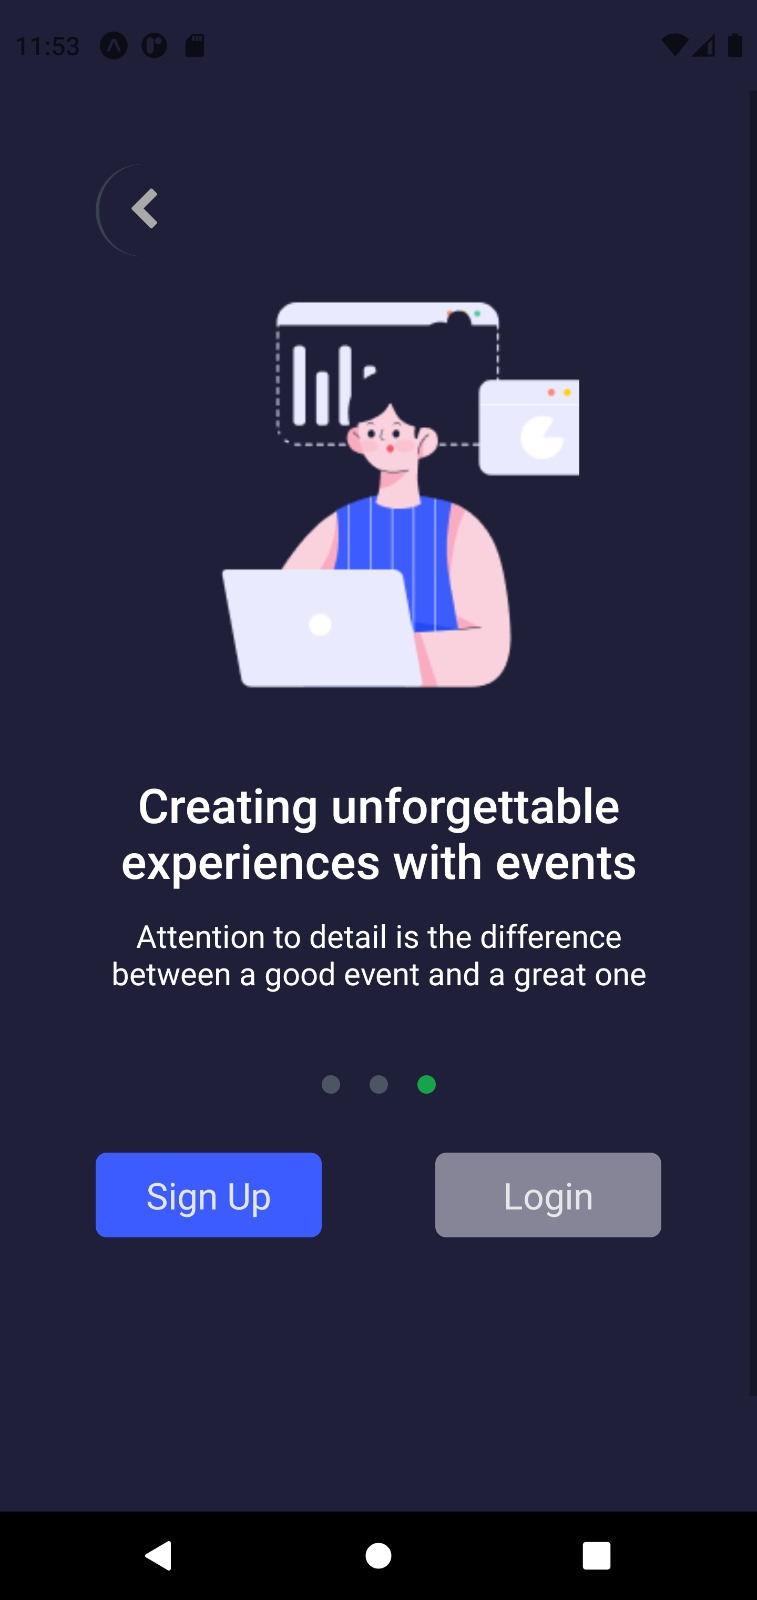 11:53
Creating unforgettable
experiences with events
Attention to detail is the difference
between a good event and a great one
Sign Up
Login